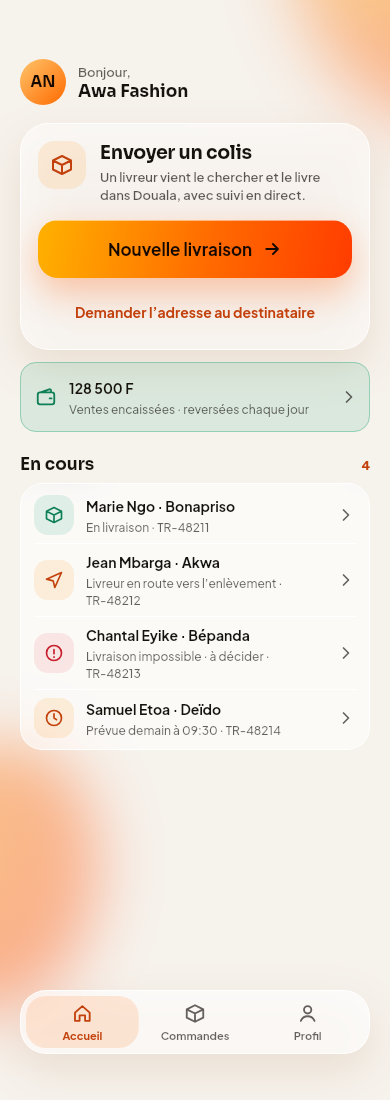 AN
Bonjour,
Awa Fashion
Envoyer un colis
Un livreur vient le chercher et le livre
dans Douala, avec suivi en direct.
Nouvelle livraison →
Demander l’adresse au destinataire
128 500 F
Ventes encaissées · reversées chaque jour
En cours
4
Marie Ngo · Bonapriso
En livraison · TR-48211
Jean Mbarga · Akwa
Livreur en route vers l’enlèvement ·
TR-48212
Chantal Eyike · Bépanda
Livraison impossible · à décider ·
TR-48213
Samuel Etoa · Deïdo
Prévue demain à 09:30 · TR-48214
Accueil
Commandes
Profil